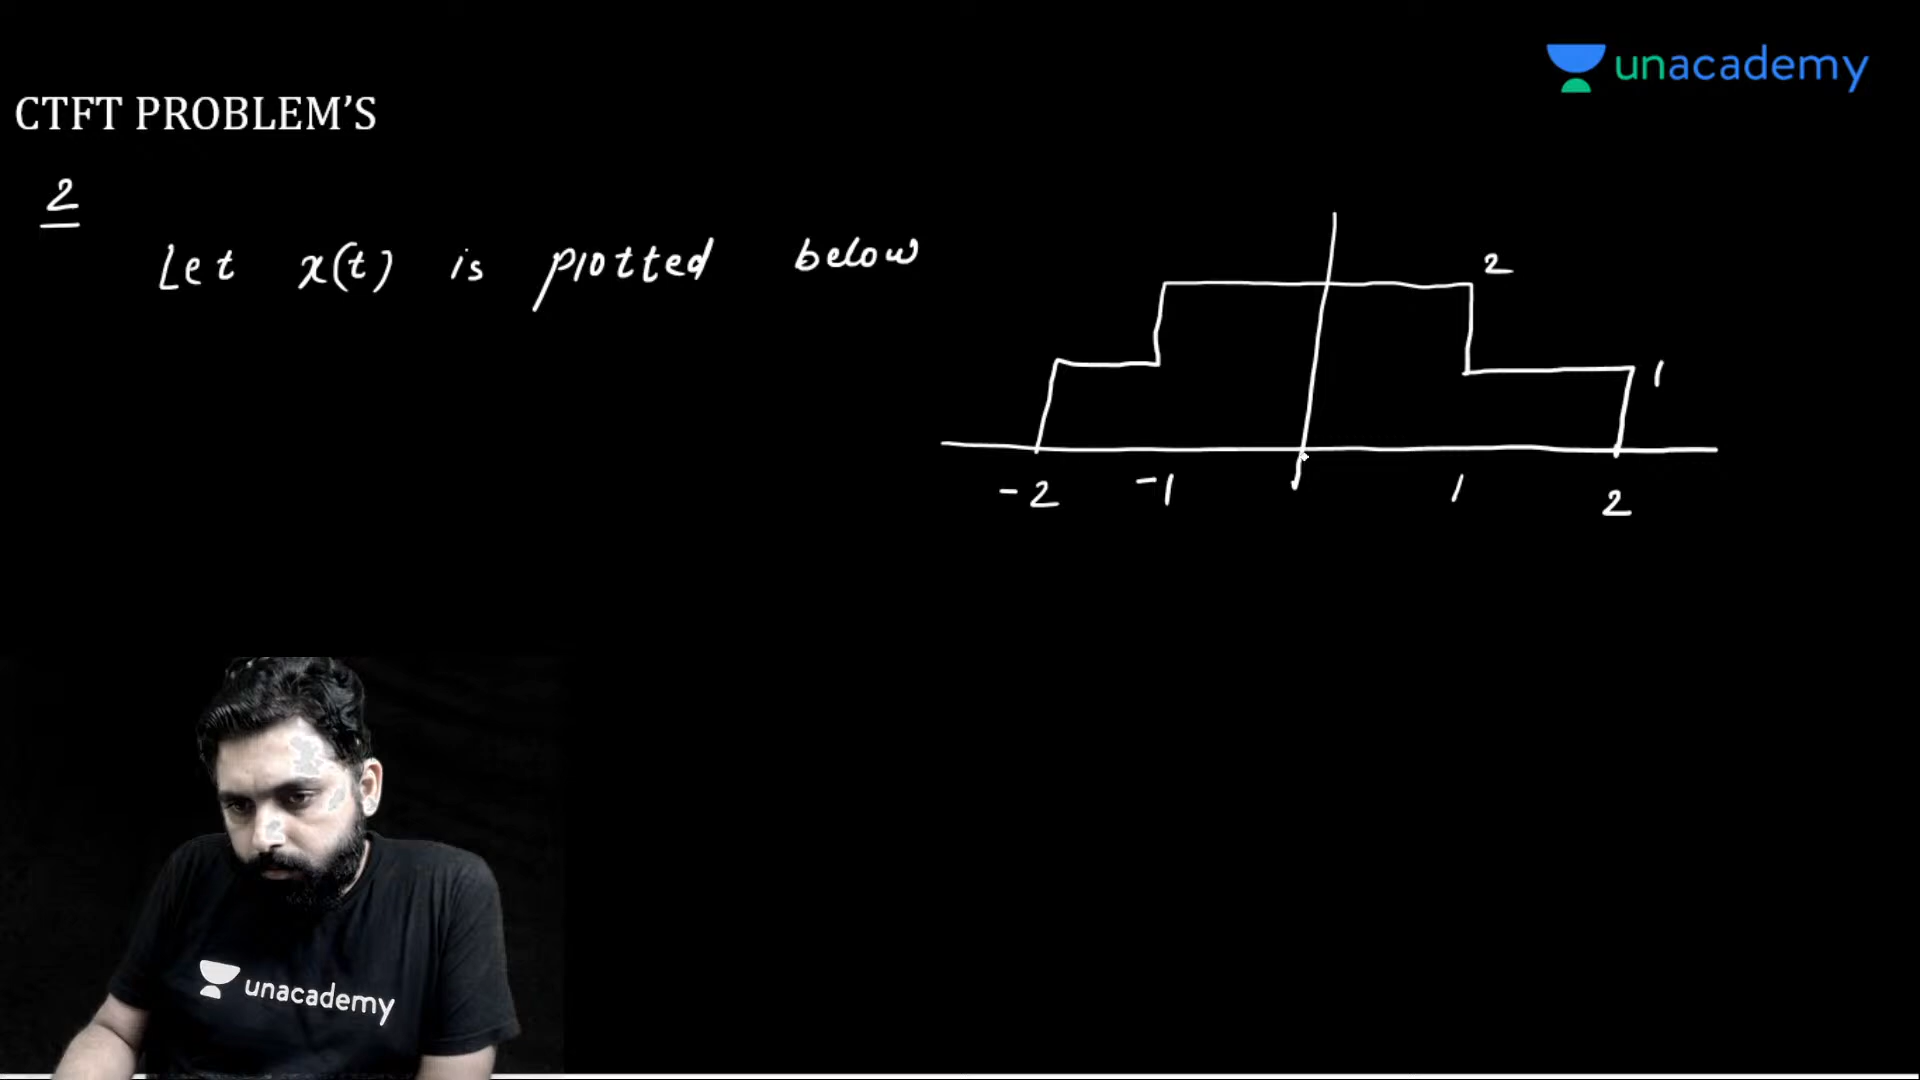 unacademy
CTFT PROBLEM'S
2
Let x(t) is plotted below
2
1
-2 -1 1 2
unacademy